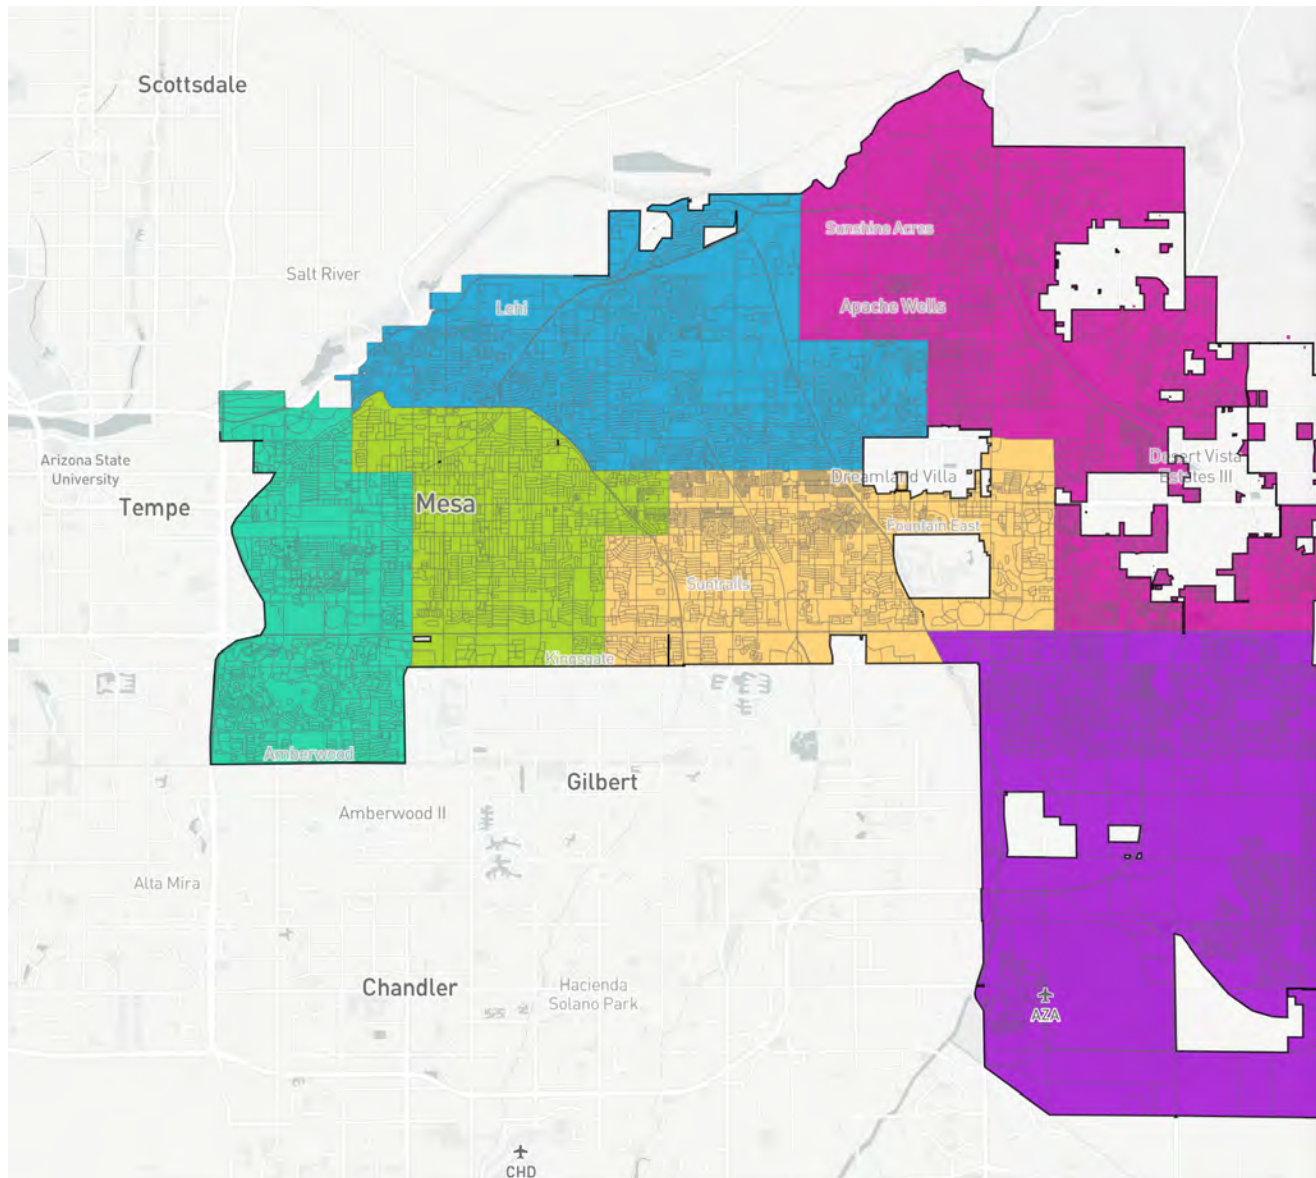 Scottsdale
Sunshine Acres
Salt River
Lehi
Apache Wells
Arizona State
University
Tempe
Mesa
Dreamland Villa
Desert Vista
Estates III
Fountain East
Suntrails
Kingsgate
Amberwood
Gilbert
Amberwood II
Alta Mira
Chandler
Hacienda
Solano Park
AZA
CHD